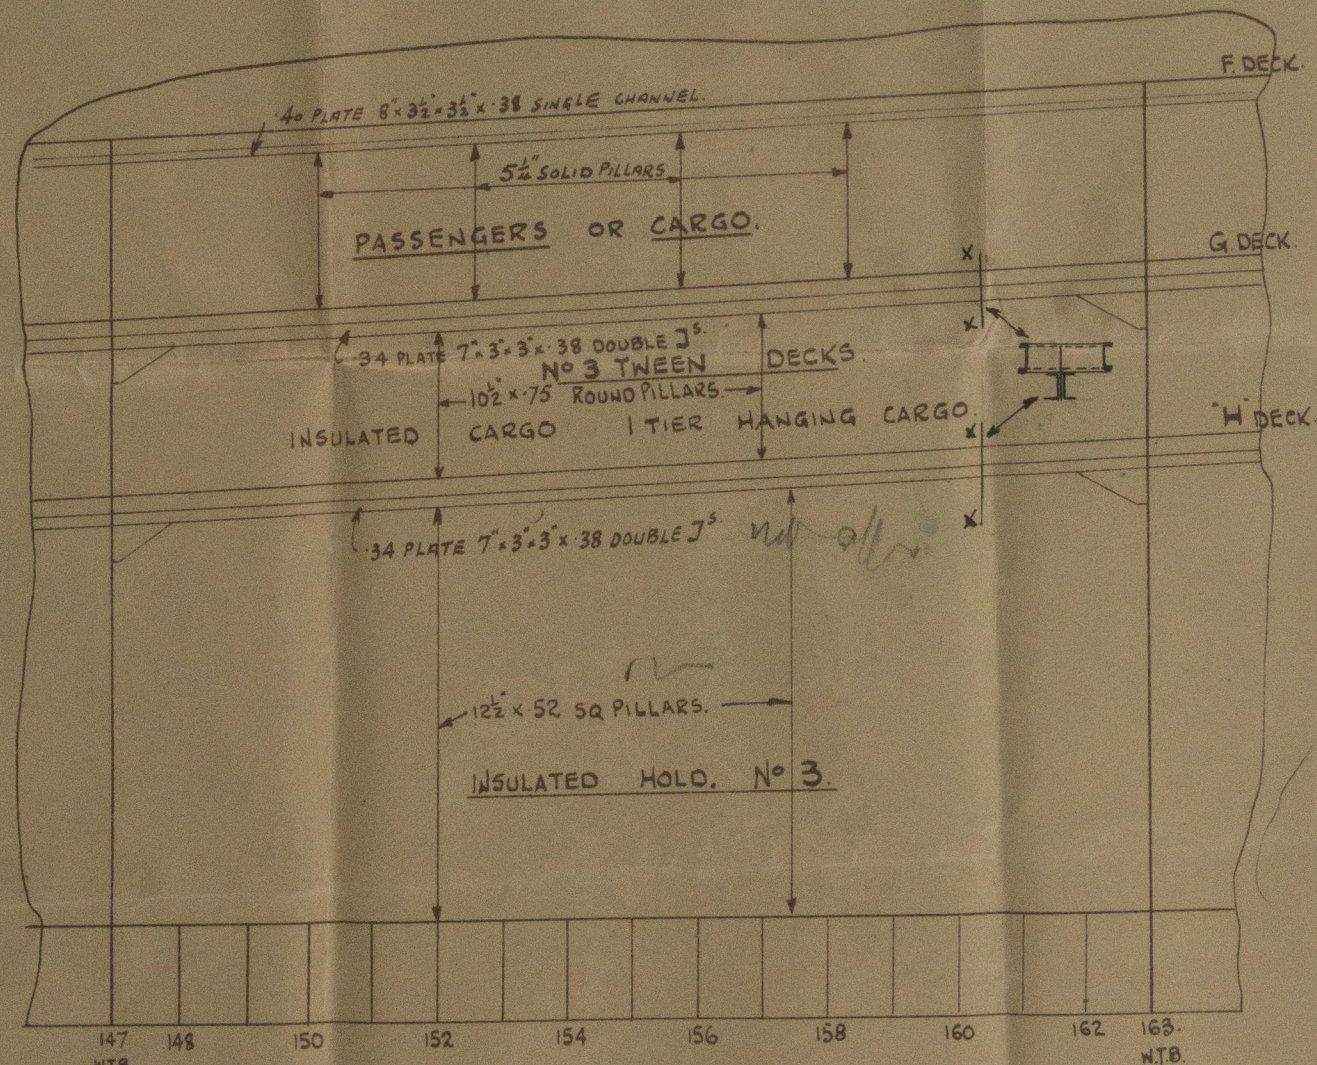 F. DECK.
.40 PLATE 8" x 3½" x 3½" x .38 SINGLE CHANNEL.
5¼" SOLID PILLARS
PASSENGERS OR CARGO.
G. DECK.
X
X
.34 PLATE 7" x 3" x 3" x .38 DOUBLE J S.
No 3 TWEEN DECKS.
10½" x .75 ROUND PILLARS.
INSULATED CARGO 1 TIER HANGING CARGO.
"H" DECK.
X
X
.34 PLATE 7" x 3" x 3" x .38 DOUBLE J S.
12½" x .52 SQ PILLARS.
INSULATED HOLD. No 3.
147 148 150 152 154 156 158 160 162 163.
W.T.B. W.T.B.